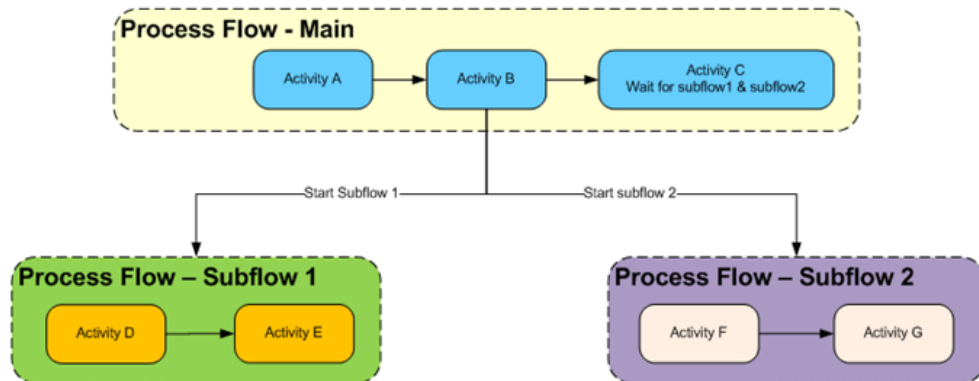 Process Flow - Main
Activity A
Activity B
Activity C
Wait for subflow1 & subflow2
Start Subflow 1
Start subflow 2
Process Flow – Subflow 1
Activity D
Activity E
Process Flow – Subflow 2
Activity F
Activity G